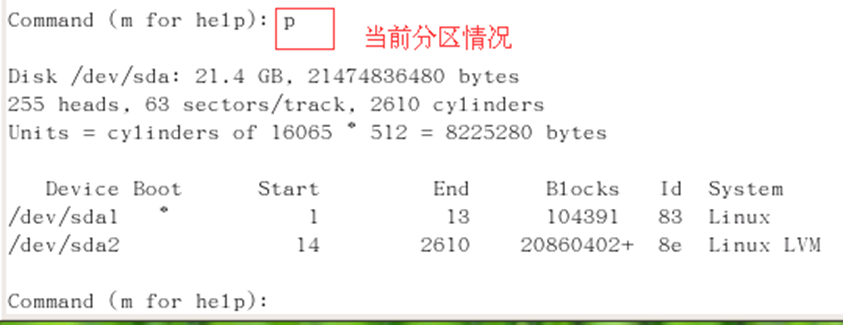 Command (m for help): p
当前分区情况
Disk /dev/sda: 21.4 GB, 21474836480 bytes
255 heads, 63 sectors/track, 2610 cylinders
Units = cylinders of 16065 * 512 = 8225280 bytes
Device Boot Start End Blocks Id System
/dev/sda1 * 1 13 104391 83 Linux
/dev/sda2 14 2610 20860402+ 8e Linux LVM
Command (m for help):